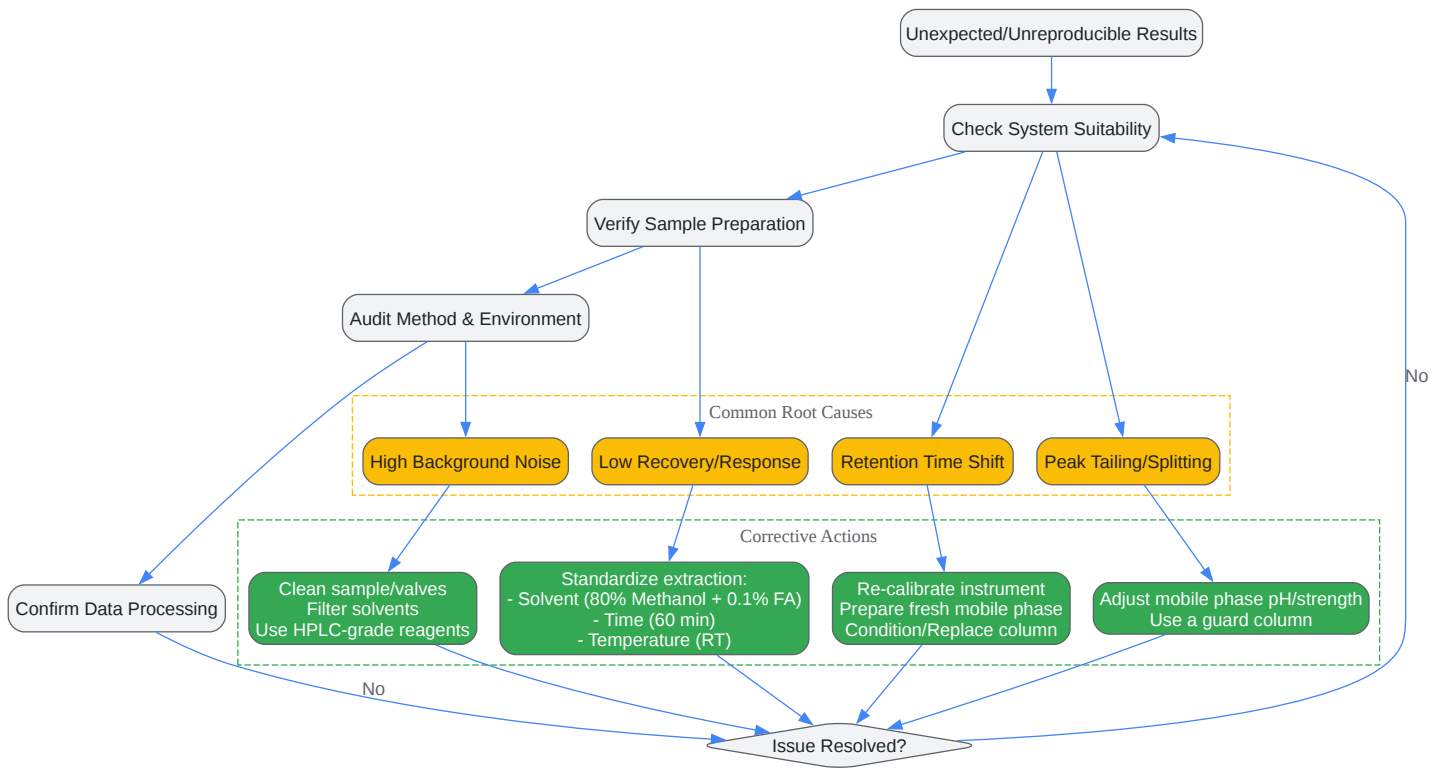 Unexpected/Unreproducible Results
Check System Suitability
Verify Sample Preparation
Audit Method & Environment
No
Common Root Causes
High Background Noise
Low Recovery/Response
Retention Time Shift
Peak Tailing/Splitting
Corrective Actions
Confirm Data Processing
Clean sample/valves
Filter solvents
Use HPLC-grade reagents
Standardize extraction:
- Solvent (80% Methanol + 0.1% FA)
- Time (60 min)
- Temperature (RT)
Re-calibrate instrument
Prepare fresh mobile phase
Condition/Replace column
Adjust mobile phase pH/strength
Use a guard column
No
Issue Resolved?